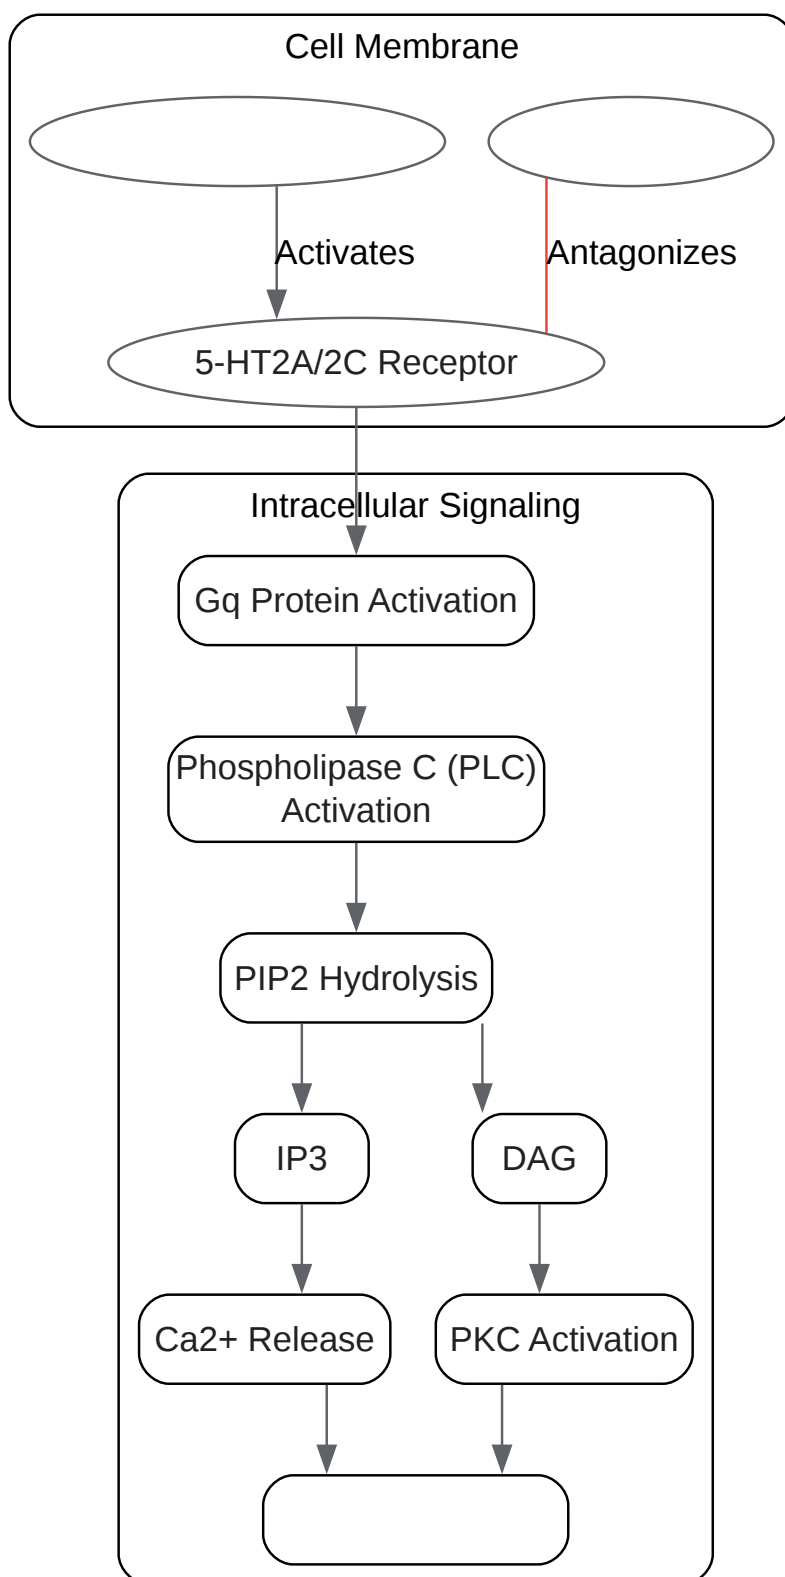 Cell Membrane
Activates
Antagonizes
5-HT2A/2C Receptor
Intracellular Signaling
Gq Protein Activation
Phospholipase C (PLC)
Activation
PIP2 Hydrolysis
IP3
DAG
Ca2+ Release
PKC Activation